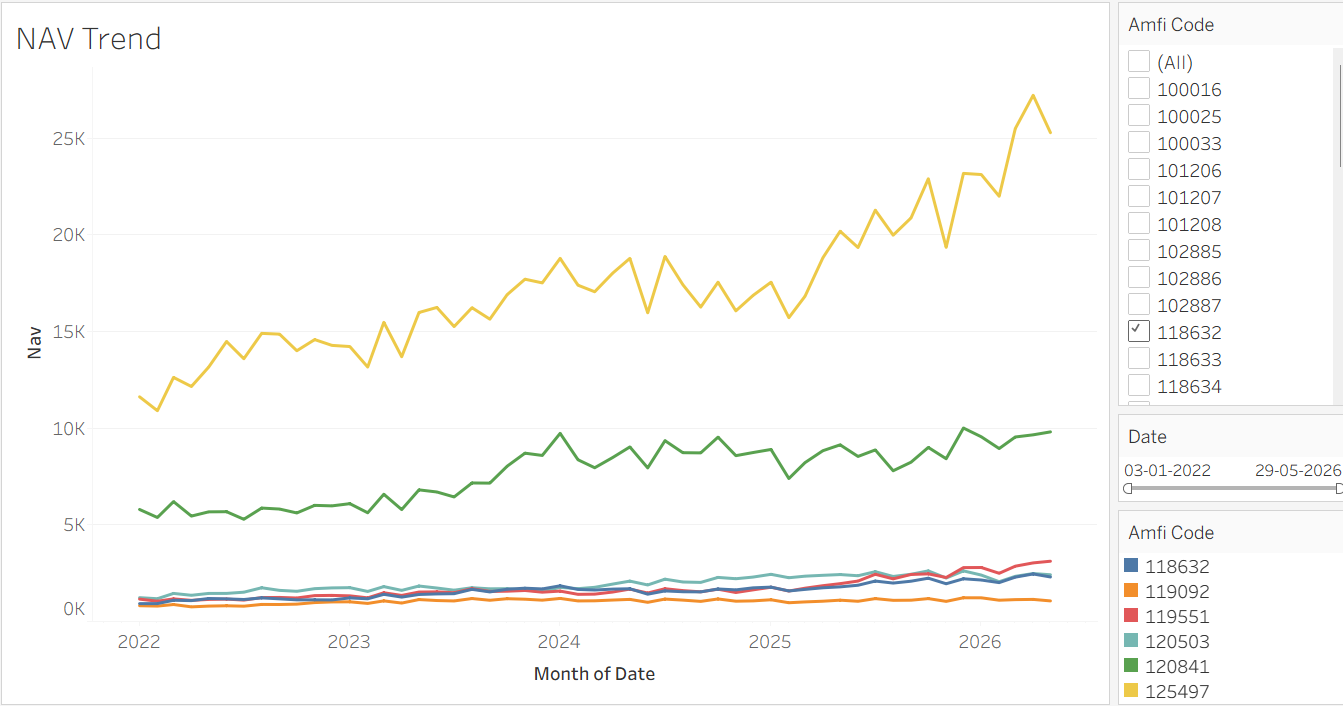 NAV Trend
25K
20K
15K
10K
5K
0K
Nav
2022 2023 2024 2025 2026
Month of Date
Amfi Code
(All)
100016
100025
100033
101206
101207
101208
102885
102886
102887
118632
118633
118634
Date
03-01-2022 29-05-2026
Amfi Code
118632
119092
119551
120503
120841
125497